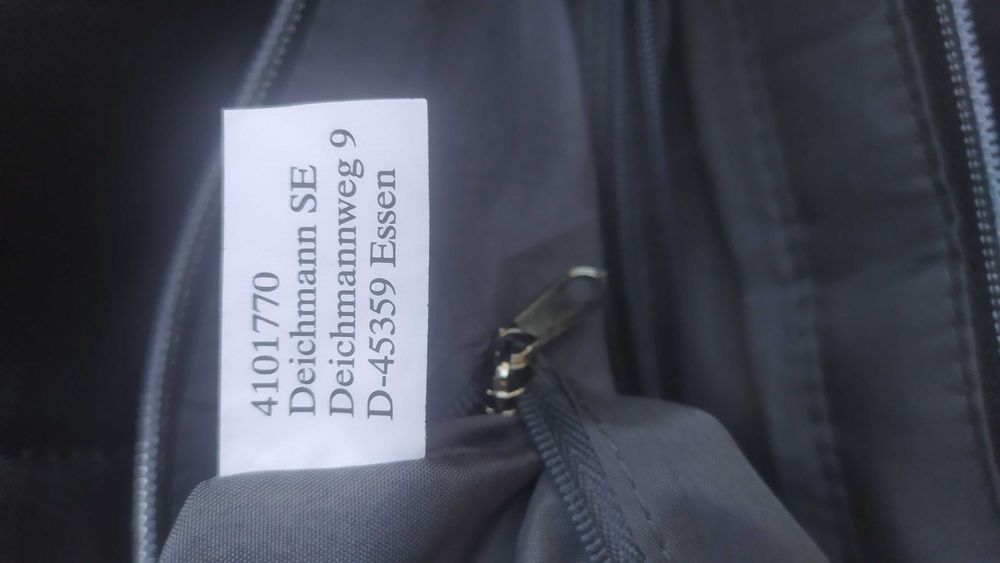 4101770
Deichmann SE
Deichmannweg 9
D-45359 Essen